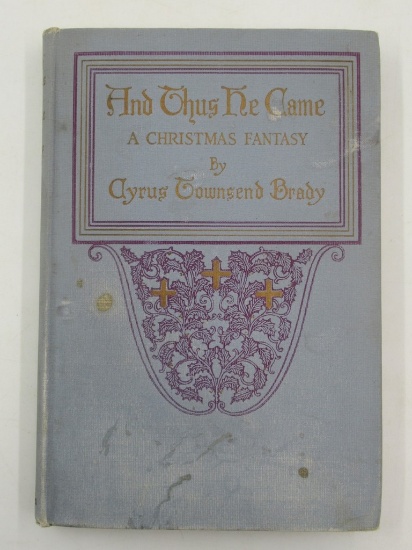 And Thus He Came
A CHRISTMAS FANTASY
By
Cyrus Townsend Brady